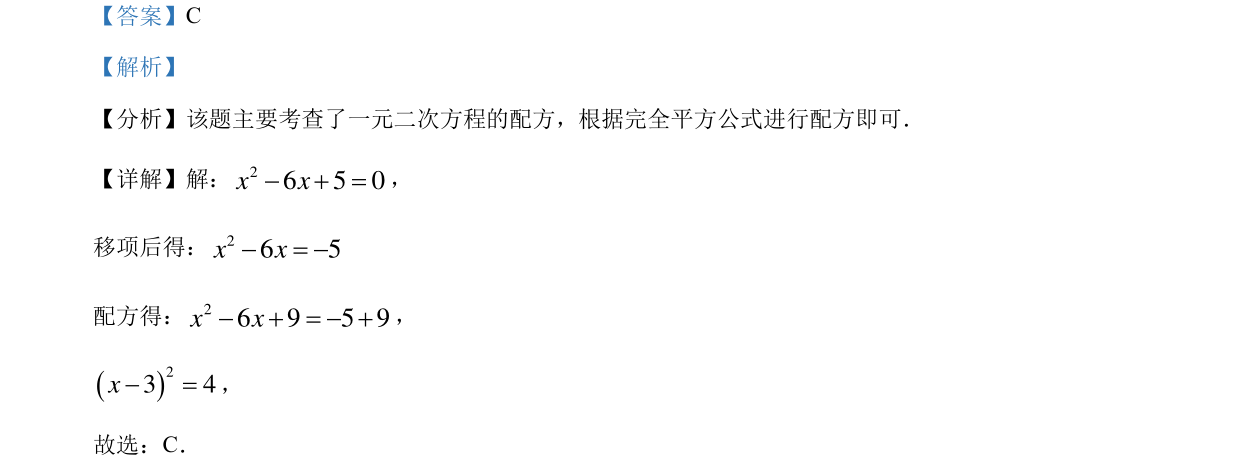 【答案】C
【解析】
【分析】该题主要考查了一元二次方程的配方，根据完全平方公式进行配方即可．
【详解】解：x² − 6x + 5 = 0，
移项后得：x² − 6x = −5
配方得：x² − 6x + 9 = −5 + 9，
(x − 3)² = 4，
故选：C．